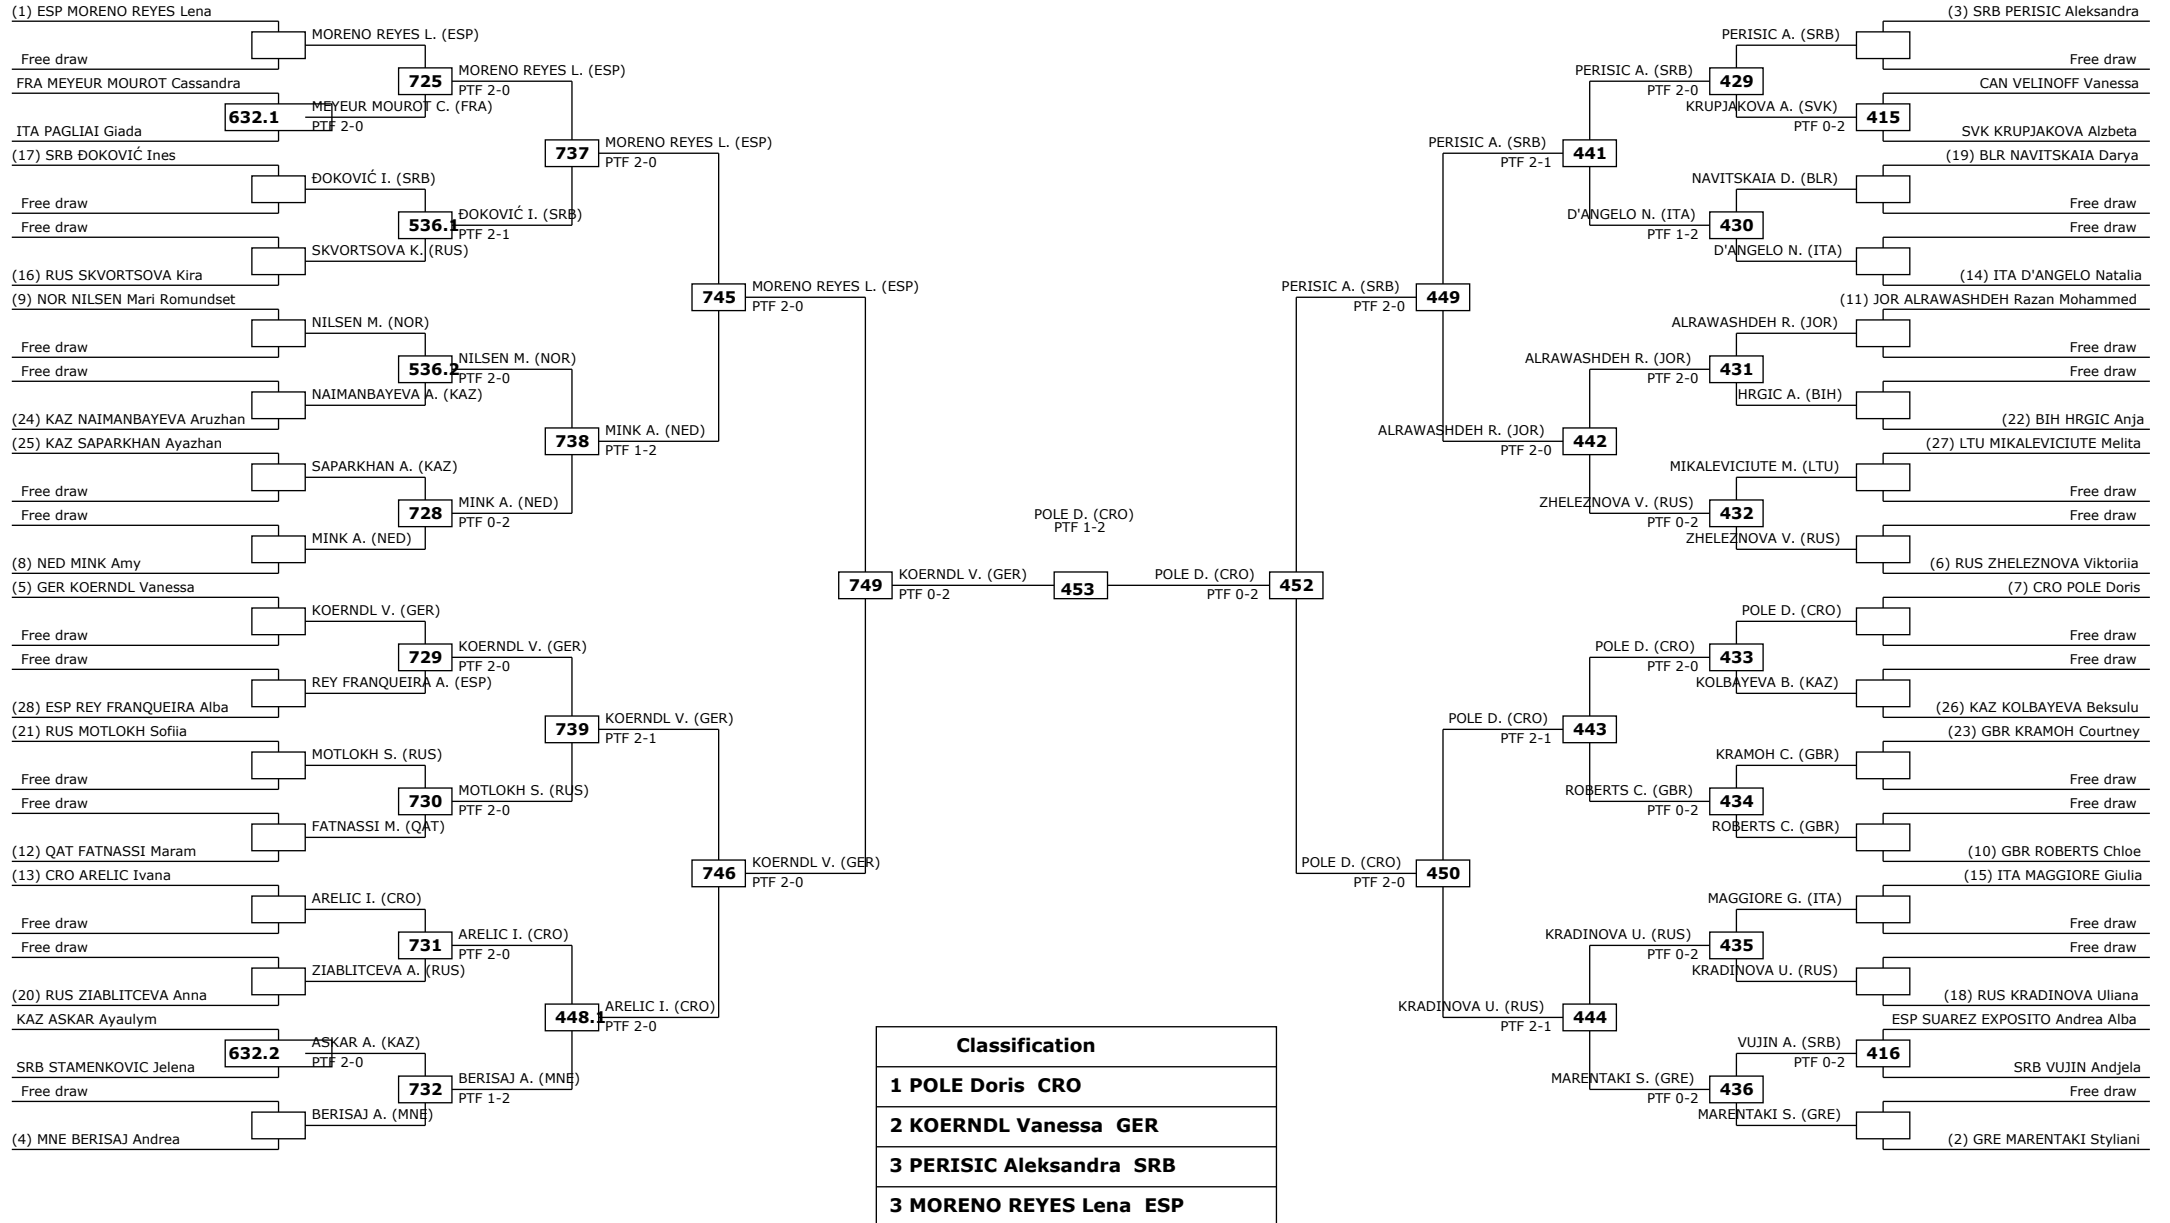 (1) ESP MORENO REYES Lena
MORENO REYES L. (ESP)
Free draw
725
MORENO REYES L. (ESP)
PTF 2-0
FRA MEYEUR MOUROT Cassandra
632.1
MEYEUR MOUROT C. (FRA)
PTF 2-0
ITA PAGLIAI Giada
737
MORENO REYES L. (ESP)
PTF 2-0
(17) SRB ĐOKOVIĆ Ines
ĐOKOVIĆ I. (SRB)
Free draw
536.1
ĐOKOVIĆ I. (SRB)
PTF 2-1
Free draw
SKVORTSOVA K. (RUS)
(16) RUS SKVORTSOVA Kira
745
MORENO REYES L. (ESP)
PTF 2-0
(9) NOR NILSEN Mari Romundset
NILSEN M. (NOR)
Free draw
536.2
NILSEN M. (NOR)
PTF 2-0
Free draw
NAIMANBAYEVA A. (KAZ)
(24) KAZ NAIMANBAYEVA Aruzhan
738
MINK A. (NED)
PTF 1-2
(25) KAZ SAPARKHAN Ayazhan
SAPARKHAN A. (KAZ)
Free draw
728
MINK A. (NED)
PTF 0-2
Free draw
MINK A. (NED)
(8) NED MINK Amy
749
KOERNDL V. (GER)
PTF 0-2
(5) GER KOERNDL Vanessa
KOERNDL V. (GER)
Free draw
729
KOERNDL V. (GER)
PTF 2-0
Free draw
REY FRANQUEIRA A. (ESP)
(28) ESP REY FRANQUEIRA Alba
739
KOERNDL V. (GER)
PTF 2-1
(21) RUS MOTLOKH Sofiia
MOTLOKH S. (RUS)
Free draw
730
MOTLOKH S. (RUS)
PTF 2-0
Free draw
FATNASSI M. (QAT)
(12) QAT FATNASSI Maram
746
KOERNDL V. (GER)
PTF 2-0
(13) CRO ARELIC Ivana
ARELIC I. (CRO)
Free draw
731
ARELIC I. (CRO)
PTF 2-0
Free draw
ZIABLITCEVA A. (RUS)
(20) RUS ZIABLITCEVA Anna
448.1
ARELIC I. (CRO)
PTF 2-0
KAZ ASKAR Ayaulym
632.2
ASKAR A. (KAZ)
PTF 2-0
SRB STAMENKOVIC Jelena
732
BERISAJ A. (MNE)
PTF 1-2
Free draw
BERISAJ A. (MNE)
(4) MNE BERISAJ Andrea
POLE D. (CRO)
PTF 1-2
453
(3) SRB PERISIC Aleksandra
PERISIC A. (SRB)
Free draw
PERISIC A. (SRB)
PTF 2-0
429
CAN VELINOFF Vanessa
KRUPJAKOVA A. (SVK)
PTF 0-2
415
SVK KRUPJAKOVA Alzbeta
PERISIC A. (SRB)
PTF 2-1
441
(19) BLR NAVITSKAIA Darya
NAVITSKAIA D. (BLR)
Free draw
D'ANGELO N. (ITA)
PTF 1-2
430
Free draw
D'ANGELO N. (ITA)
(14) ITA D'ANGELO Natalia
PERISIC A. (SRB)
PTF 2-0
449
(11) JOR ALRAWASHDEH Razan Mohammed
ALRAWASHDEH R. (JOR)
Free draw
ALRAWASHDEH R. (JOR)
PTF 2-0
431
Free draw
HRGIC A. (BIH)
(22) BIH HRGIC Anja
ALRAWASHDEH R. (JOR)
PTF 2-0
442
(27) LTU MIKALEVICIUTE Melita
MIKALEVICIUTE M. (LTU)
Free draw
ZHELEZNOVA V. (RUS)
PTF 0-2
432
Free draw
ZHELEZNOVA V. (RUS)
(6) RUS ZHELEZNOVA Viktoriia
POLE D. (CRO)
PTF 0-2
452
(7) CRO POLE Doris
POLE D. (CRO)
Free draw
POLE D. (CRO)
PTF 2-0
433
Free draw
KOLBAYEVA B. (KAZ)
(26) KAZ KOLBAYEVA Beksulu
POLE D. (CRO)
PTF 2-1
443
(23) GBR KRAMOH Courtney
KRAMOH C. (GBR)
Free draw
ROBERTS C. (GBR)
PTF 0-2
434
Free draw
ROBERTS C. (GBR)
(10) GBR ROBERTS Chloe
POLE D. (CRO)
PTF 2-0
450
(15) ITA MAGGIORE Giulia
MAGGIORE G. (ITA)
Free draw
KRADINOVA U. (RUS)
PTF 0-2
435
Free draw
KRADINOVA U. (RUS)
(18) RUS KRADINOVA Uliana
KRADINOVA U. (RUS)
PTF 2-1
444
ESP SUAREZ EXPOSITO Andrea Alba
VUJIN A. (SRB)
PTF 0-2
416
SRB VUJIN Andjela
MARENTAKI S. (GRE)
PTF 0-2
436
Free draw
MARENTAKI S. (GRE)
(2) GRE MARENTAKI Styliani
Classification
1 POLE Doris CRO
2 KOERNDL Vanessa GER
3 PERISIC Aleksandra SRB
3 MORENO REYES Lena ESP